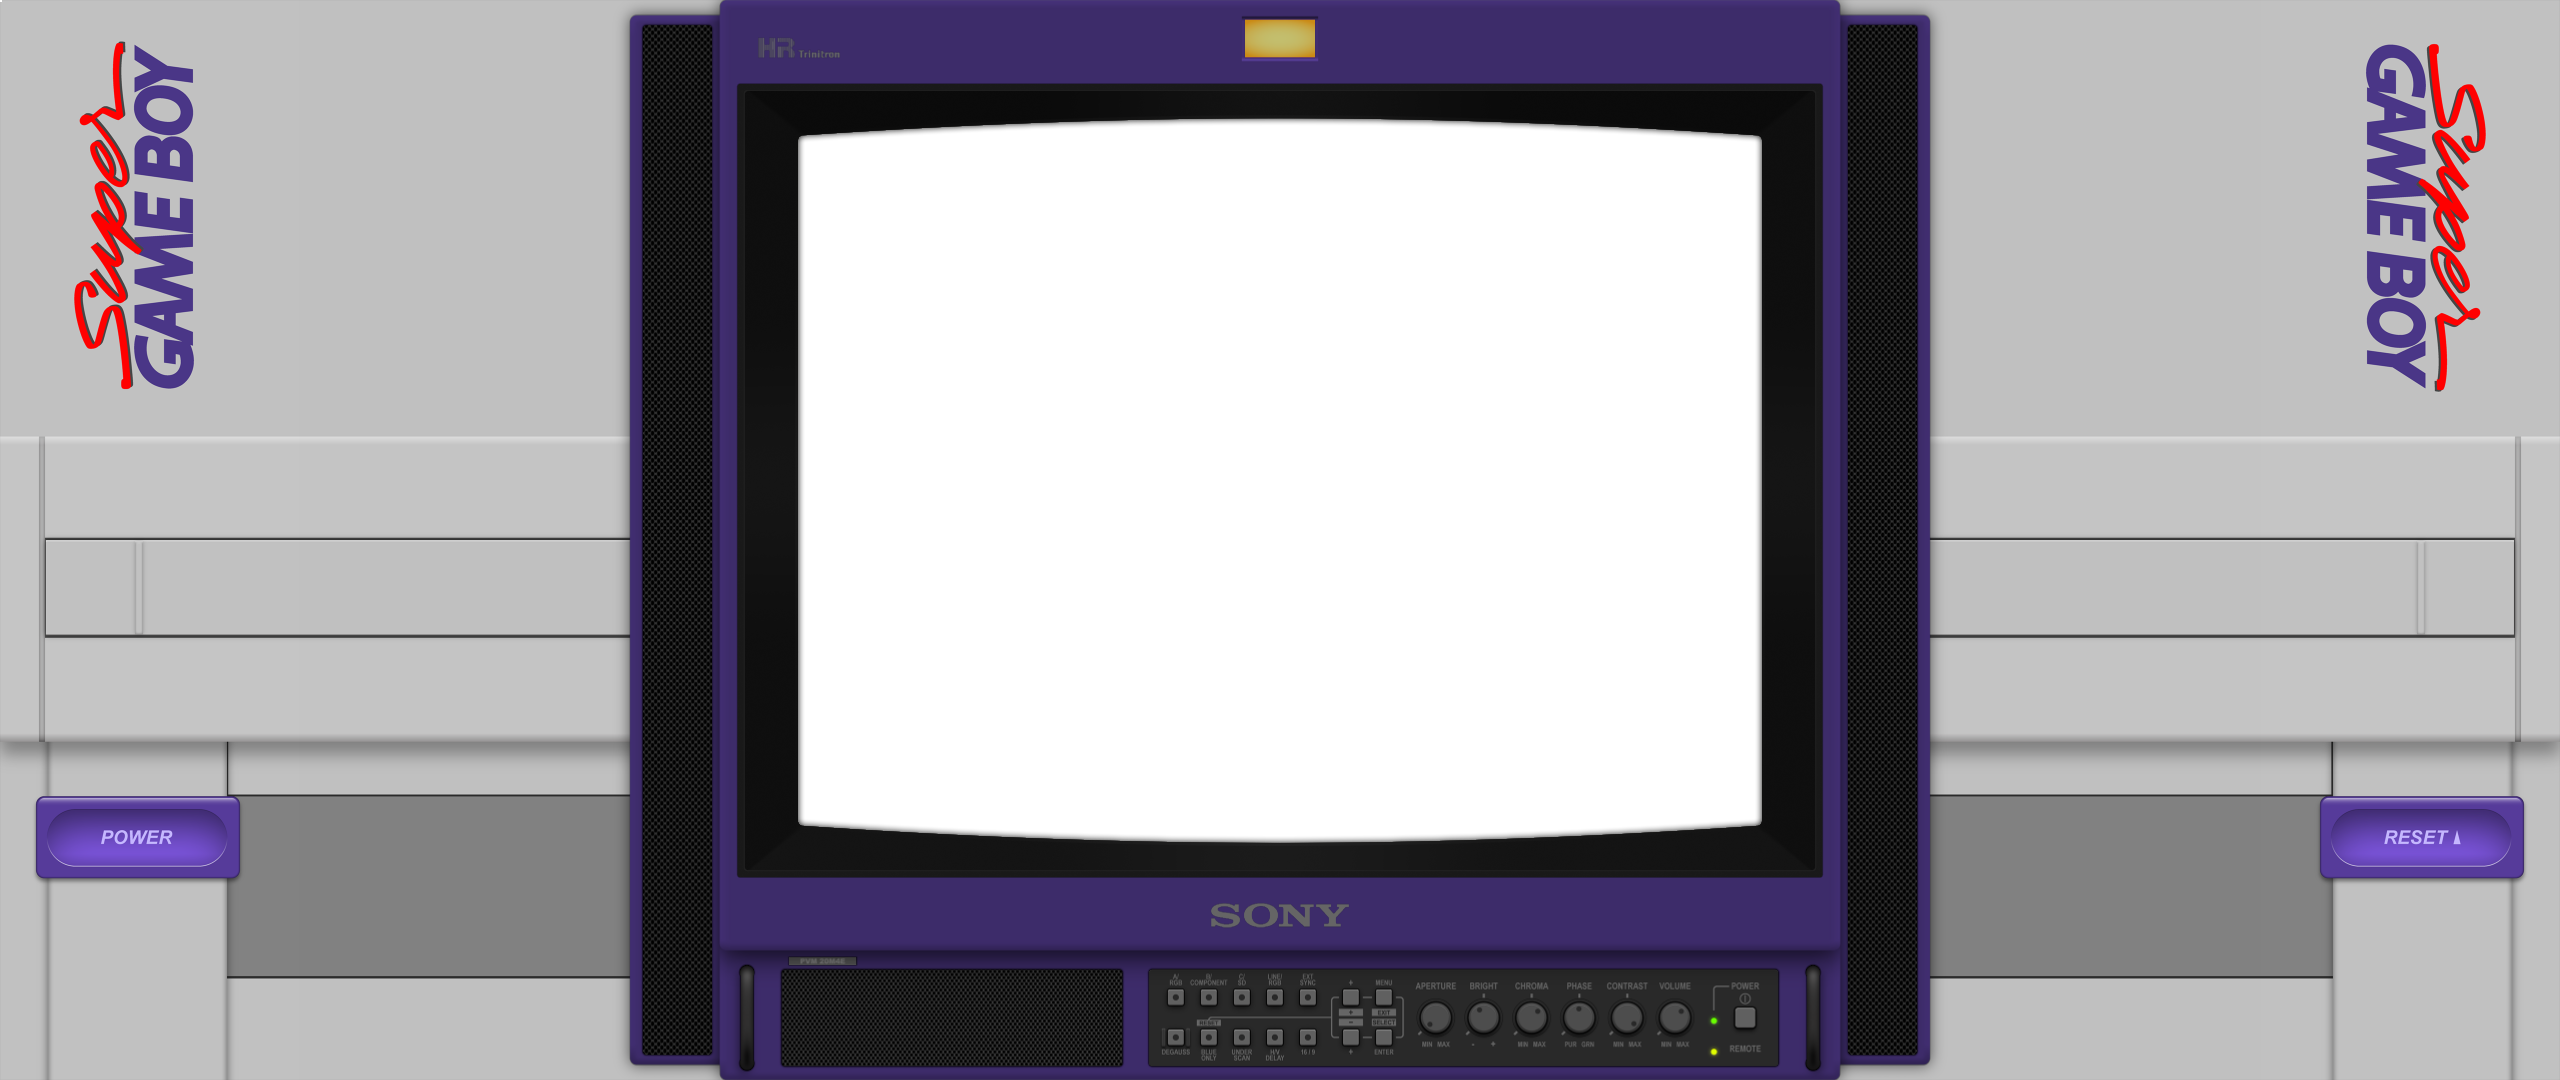 Super
GAME BOY
HR Trinitron
Super
GAME BOY
POWER
RESET
SONY
PVM 20M4E
A/ RGB
B/ COMPONENT
C/ SD
LINE/ RGB
EXT SYNC
+
MENU
+
EXIT
-
SELECT
RESET
DEGAUSS
BLUE ONLY
UNDER SCAN
H/V DELAY
16/9
ENTER
APERTURE
BRIGHT
CHROMA
PHASE
CONTRAST
VOLUME
MIN MAX
- +
MIN MAX
PUR GRN
MIN MAX
MIN MAX
POWER
REMOTE